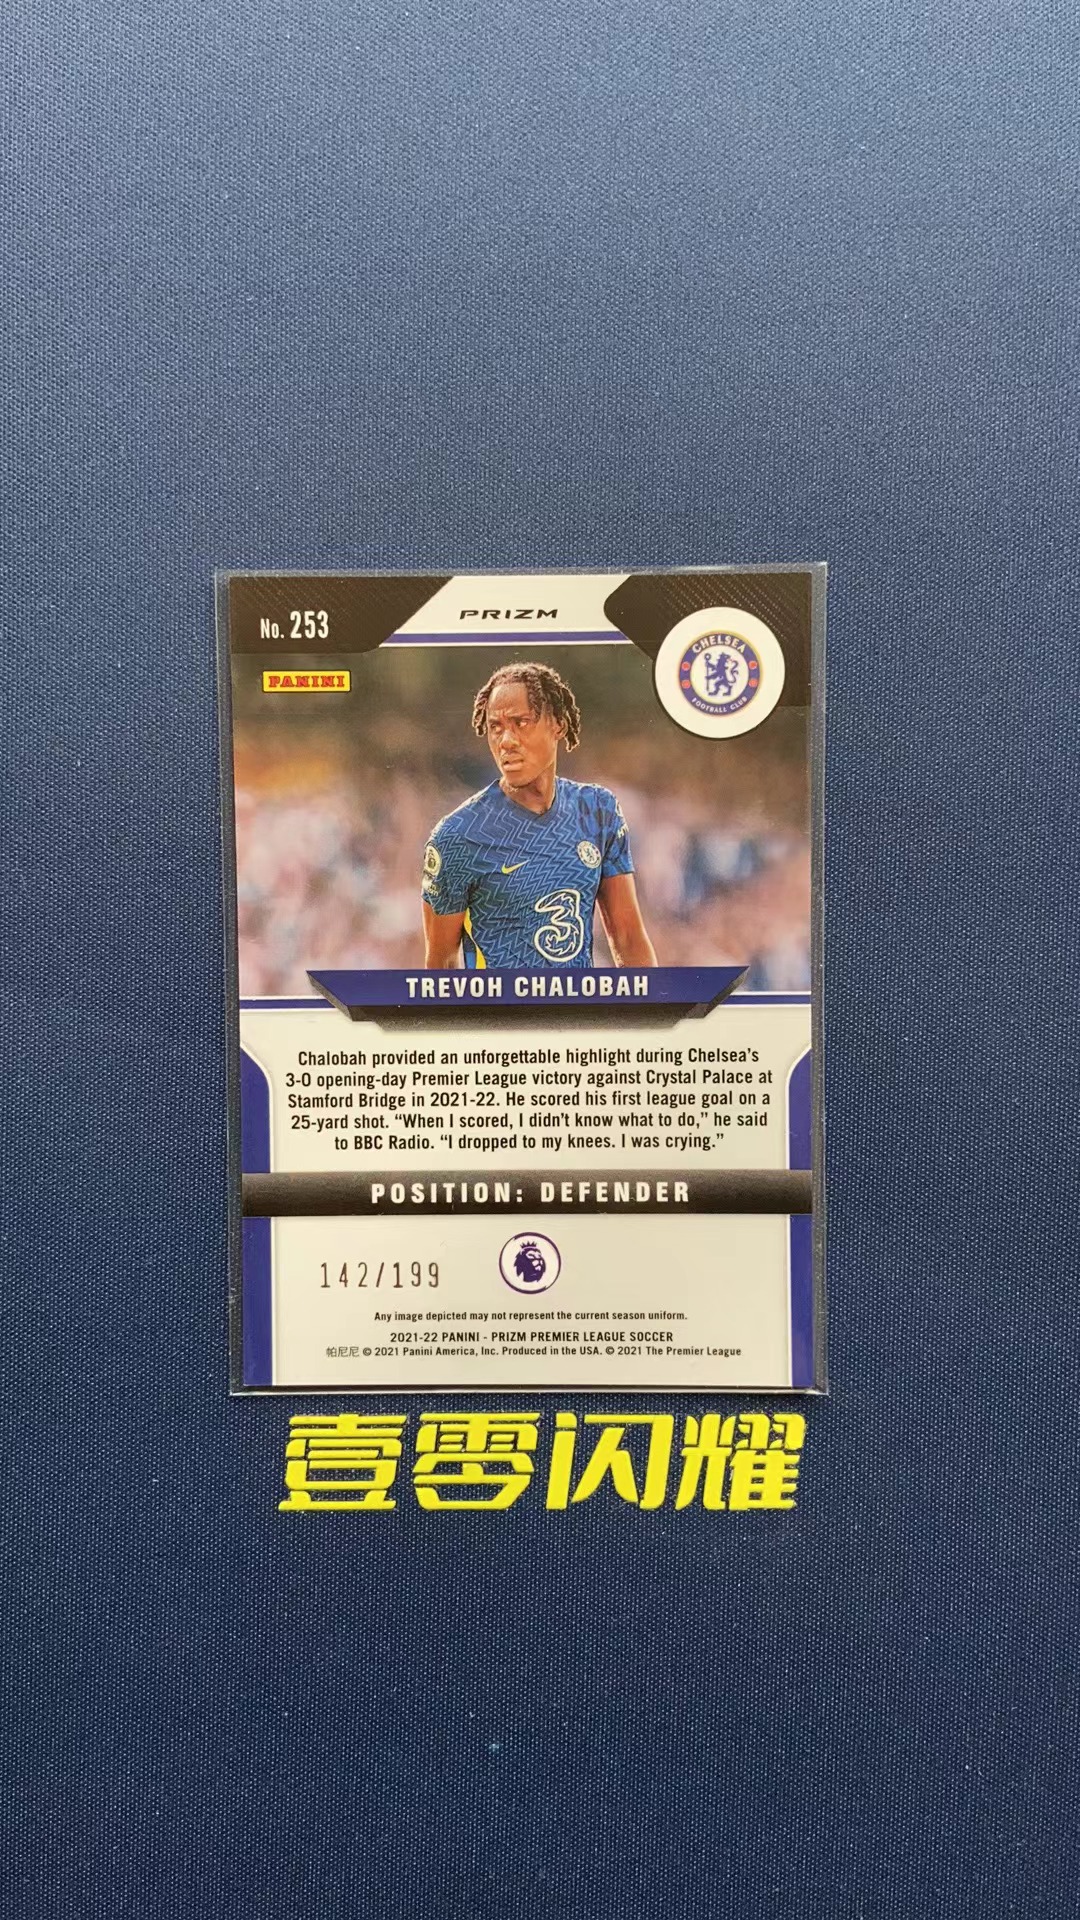 No. 253
PRIZM
PANINI
CHELSEA
FOOTBALL CLUB
3
TREVOH CHALOBAH
Chalobah provided an unforgettable highlight during Chelsea's
3-0 opening-day Premier League victory against Crystal Palace at
Stamford Bridge in 2021-22. He scored his first league goal on a
25-yard shot. “When I scored, I didn't know what to do,” he said
to BBC Radio. “I dropped to my knees. I was crying.”
POSITION: DEFENDER
142/199
Any image depicted may not represent the current season uniform.
2021-22 PANINI - PRIZM PREMIER LEAGUE SOCCER
帕尼尼 © 2021 Panini America, Inc. Produced in the USA. © 2021 The Premier League
壹零闪耀